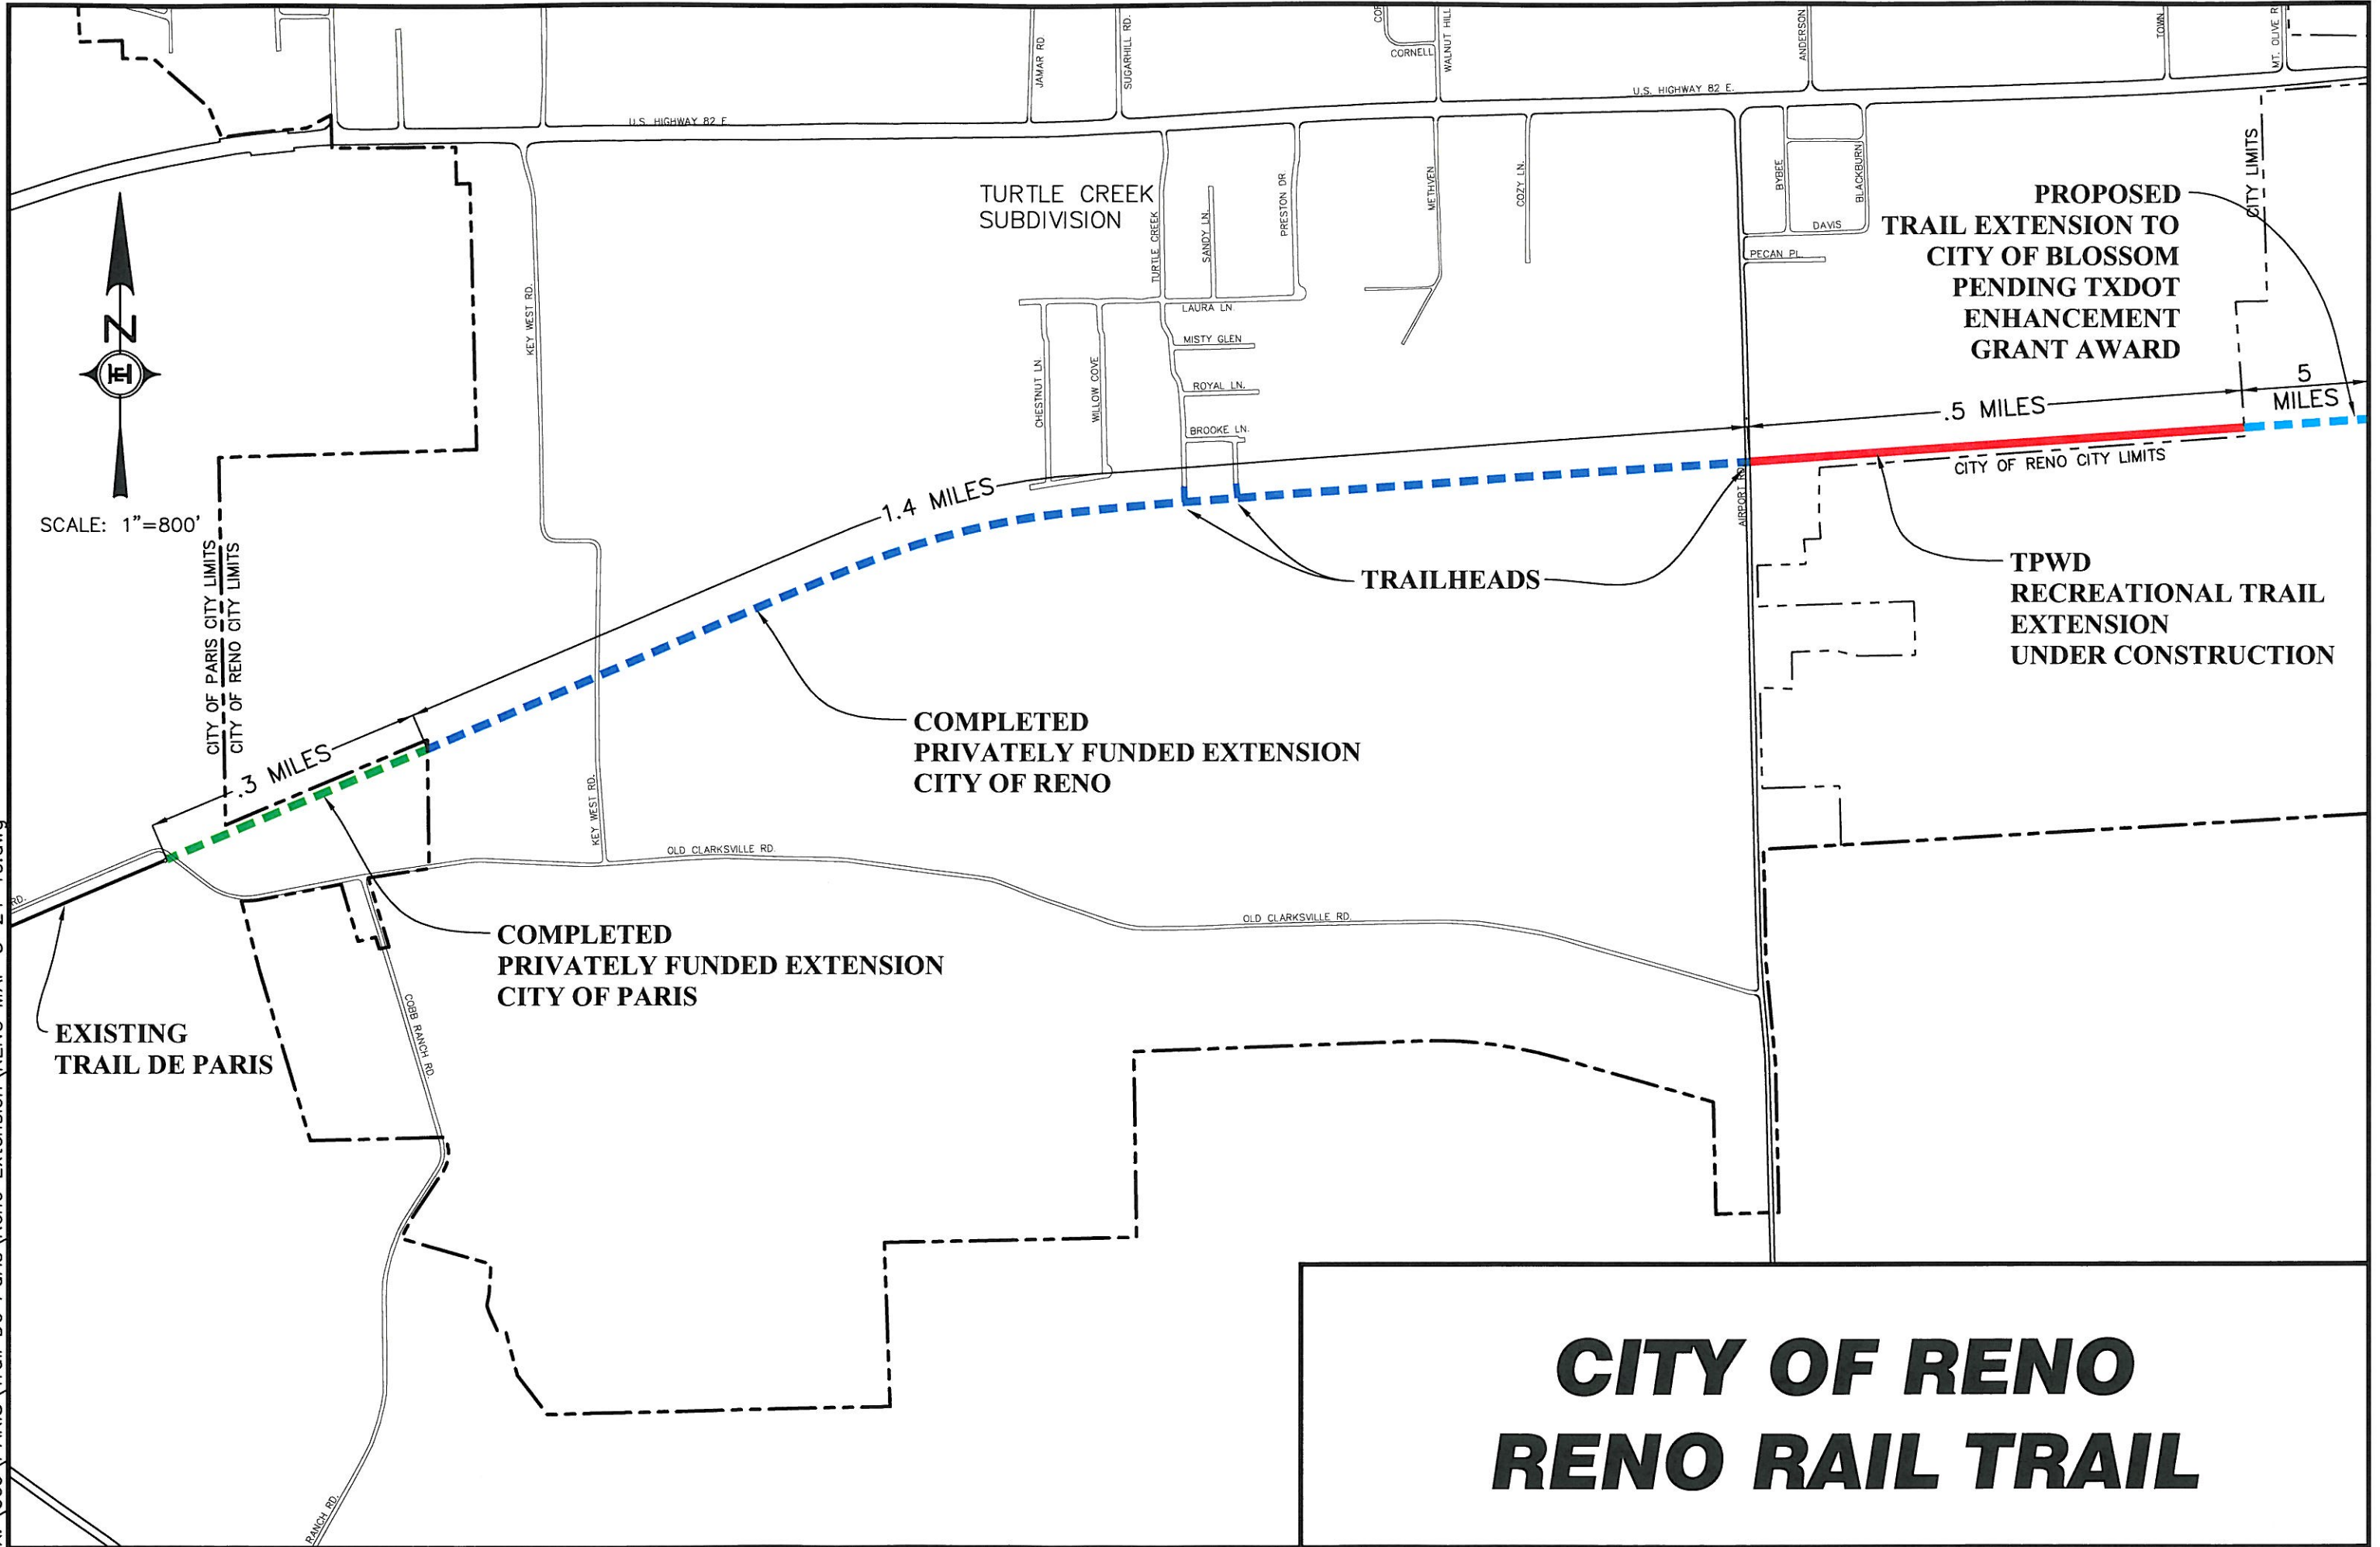 JAMAR RD
SUGARHILL RD.
CORNELL
WALNUT HILL
ANDERSON
TOWN
MT. OLIVE R
U.S. HIGHWAY 82 E.
U.S. HIGHWAY 82 E.
TURTLE CREEK
SUBDIVISION
TURTLE CREEK
SANDY LN.
PRESTON DR
METHVEN
COZY LN.
BYBEE
BLACKBURN
DAVIS
PECAN PL.
CITY LIMITS
PROPOSED
TRAIL EXTENSION TO
CITY OF BLOSSOM
PENDING TXDOT
ENHANCEMENT
GRANT AWARD
N
SCALE: 1"=800'
KEY WEST RD.
LAURA LN.
MISTY GLEN
ROYAL LN.
BROOKE LN.
CHESTNUT LN.
WILLOW COVE
5
MILES
.5 MILES
CITY OF RENO CITY LIMITS
1.4 MILES
AIRPORT RD.
CITY OF PARIS CITY LIMITS
CITY OF RENO CITY LIMITS
TRAILHEADS
TPWD
RECREATIONAL TRAIL
EXTENSION
UNDER CONSTRUCTION
COMPLETED
PRIVATELY FUNDED EXTENSION
CITY OF RENO
.3 MILES
KEY WEST RD.
OLD CLARKSVILLE RD.
OLD CLARKSVILLE RD.
RD.
COMPLETED
PRIVATELY FUNDED EXTENSION
CITY OF PARIS
COBB RANCH RD.
EXISTING
TRAIL DE PARIS
RANCH RD.
CITY OF RENO
RENO RAIL TRAIL